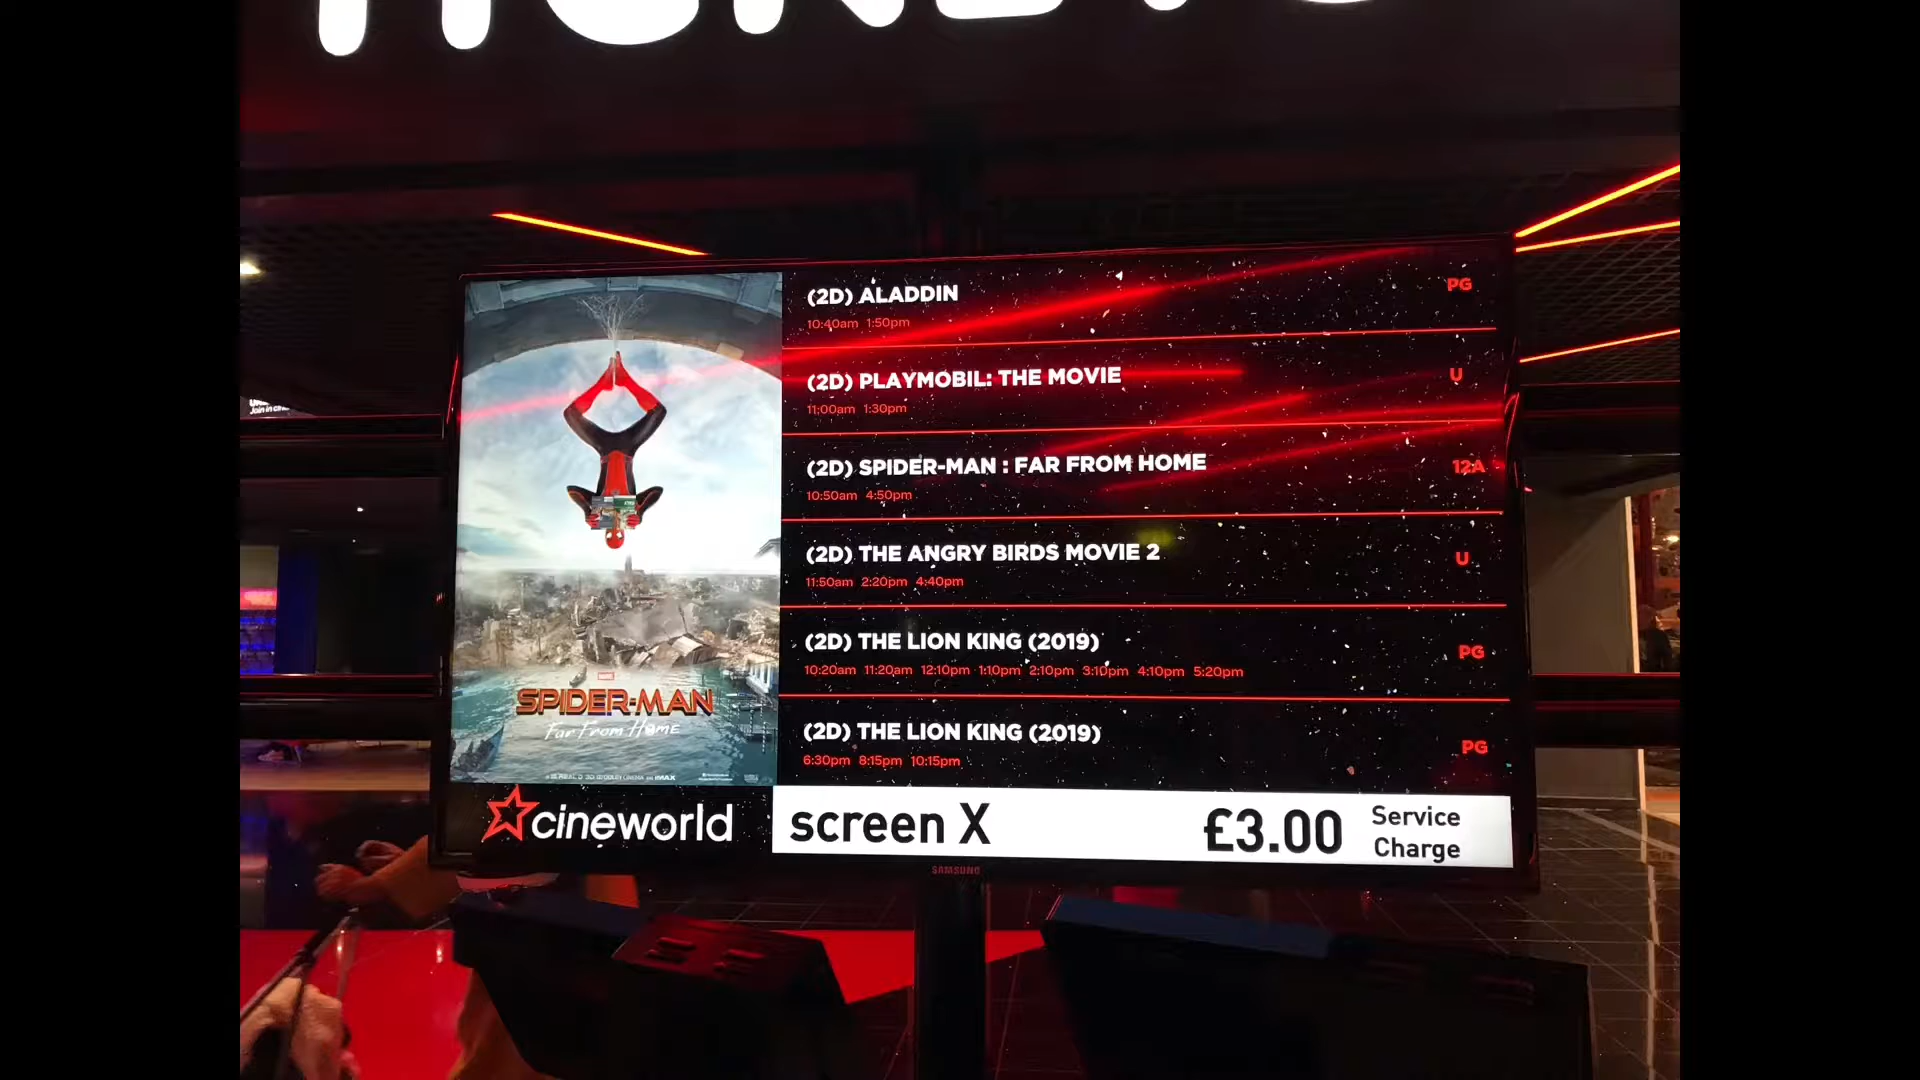 (2D) ALADDIN
PG
10:40am 1:50pm
(2D) PLAYMOBIL: THE MOVIE
U
11:00am 1:30pm
(2D) SPIDER-MAN : FAR FROM HOME
12A
10:50am 4:50pm
(2D) THE ANGRY BIRDS MOVIE 2
U
11:50am 2:20pm 4:40pm
(2D) THE LION KING (2019)
PG
10:20am 11:20am 12:10pm 1:10pm 2:10pm 3:10pm 4:10pm 5:20pm
(2D) THE LION KING (2019)
PG
6:30pm 8:15pm 10:15pm
MARVEL
SPIDER-MAN
Far From Home
cineworld
screen X
£3.00
Service
Charge
SAMSUNG